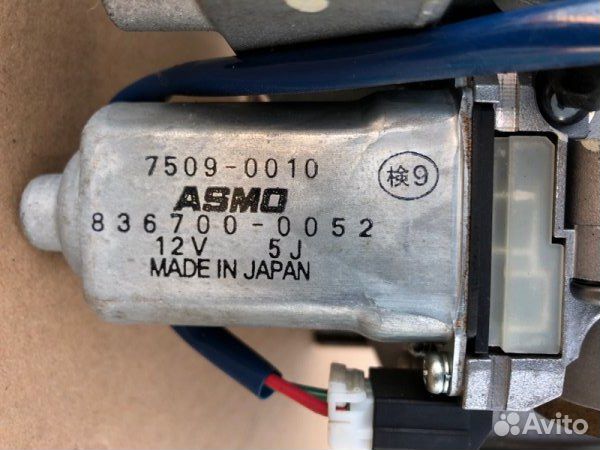 7509-0010
検9
ASMO
836700-0052
12V 5J
MADE IN JAPAN
Avito